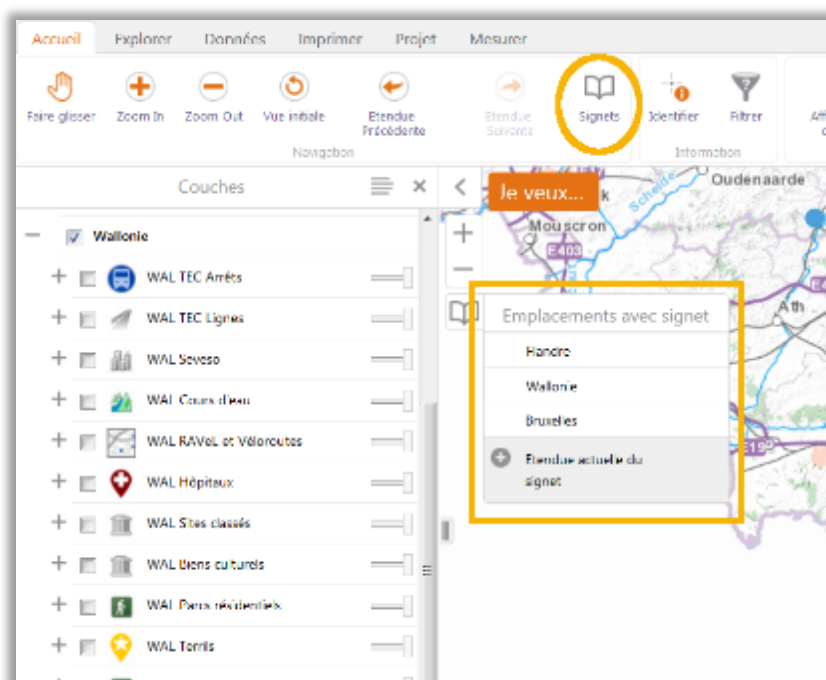 Accueil Explorer Données Imprimer Projet Mesurer
Faire glisser Zoom In Zoom Out Vue initiale Etendue Précédente Etendue Suivante Signets Identifier Filtrer
Navigation Information
Couches
Je veux...
Oudenaarde
Schelde
Mouscron
E403
Wallonie
WAL TEC Arrêts
WAL TEC Lignes
WAL Seveso
WAL Cours d'eau
WAL RAVeL et Véloroutes
WAL Hôpitaux
WAL Sites classés
WAL Biens culturels
WAL Parcs résidentiels
WAL Terrils
Emplacements avec signet
Flandre
Wallonie
Bruxelles
Etendue actuelle du
signet
Ath
E19